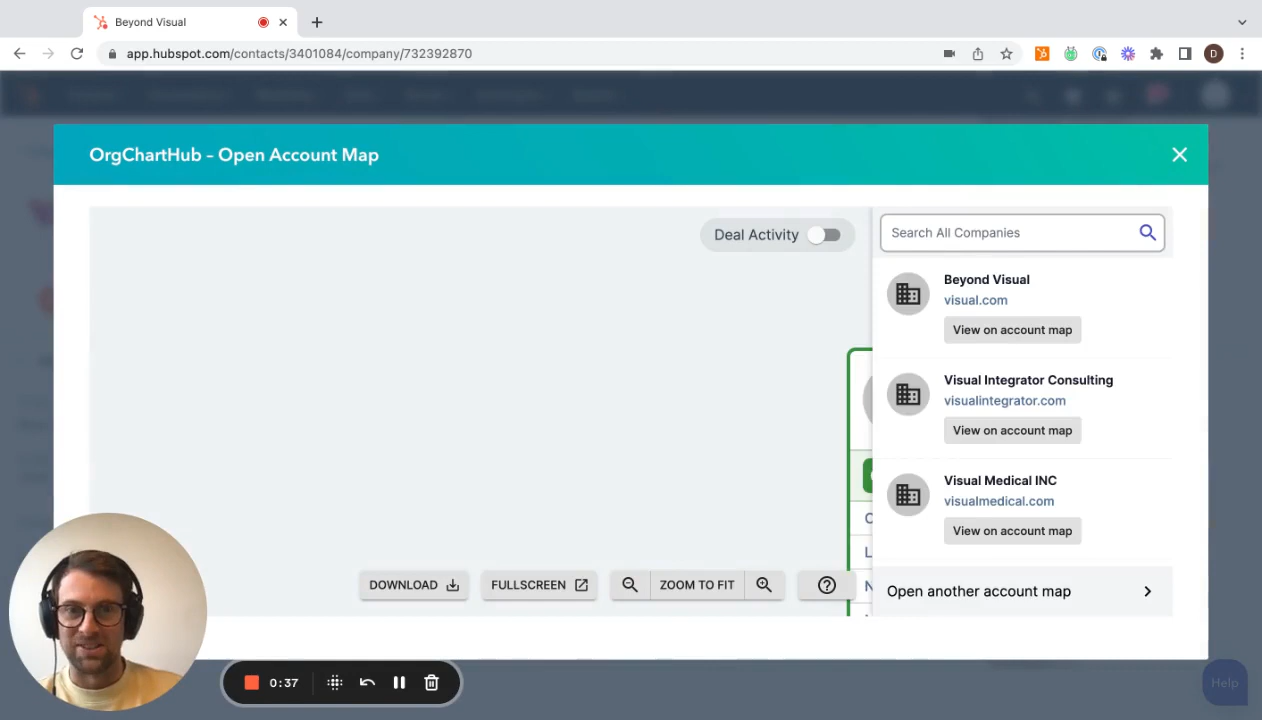 Beyond Visual
app.hubspot.com/contacts/3401084/company/732392870
D
OrgChartHub – Open Account Map
Deal Activity
Search All Companies
Beyond Visual
visual.com
View on account map
Visual Integrator Consulting
visualintegrator.com
View on account map
Visual Medical INC
visualmedical.com
View on account map
Open another account map
DOWNLOAD
FULLSCREEN
ZOOM TO FIT
0:37
Help